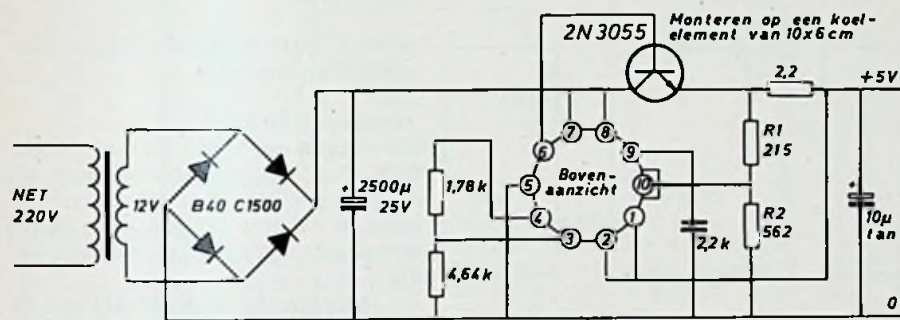 2N3055
Monteren op een koel-
element van 10x6cm
2,2
+5V
NET
220V
12V
B40 C1500
+
2500µ
25V
1,78k
4,64k
6
7
8
9
5
10
4
3
2
1
Boven-
aanzicht
2,2k
R1
215
R2
562
+
10µ
tan
0